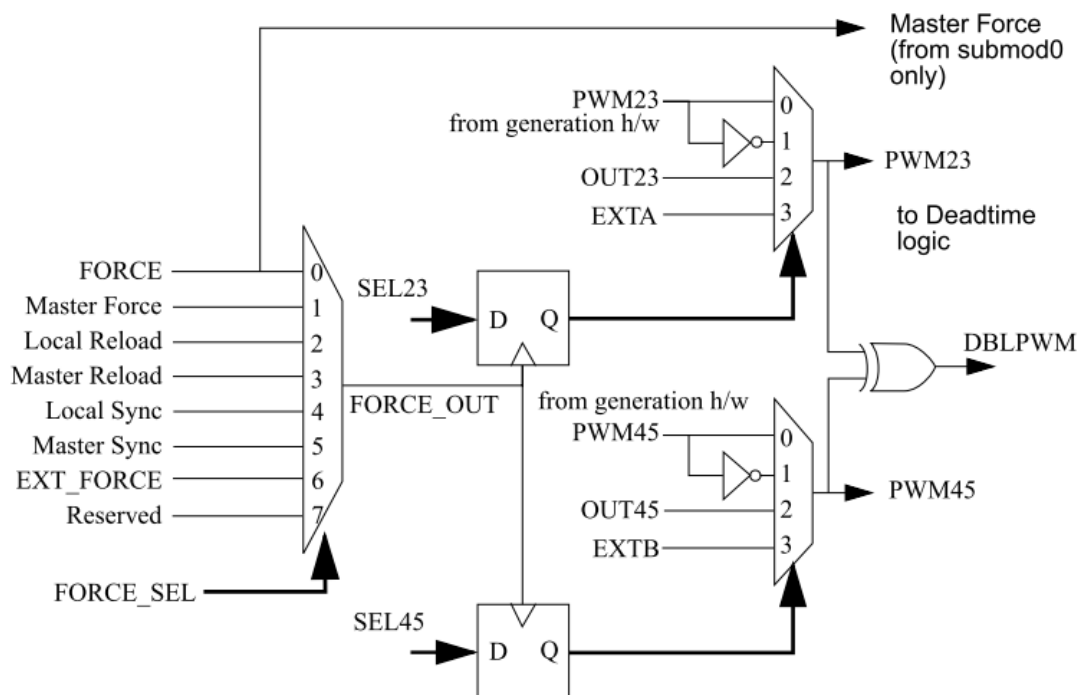 Master Force
(from submod0
only)
PWM23
from generation h/w
OUT23
EXTA
0
1
2
3
PWM23
to Deadtime
logic
FORCE
Master Force
Local Reload
Master Reload
Local Sync
Master Sync
EXT_FORCE
Reserved
0
1
2
3
4
5
6
7
FORCE_SEL
FORCE_OUT
SEL23
D Q
DBLPWM
from generation h/w
PWM45
OUT45
EXTB
0
1
2
3
PWM45
SEL45
D Q